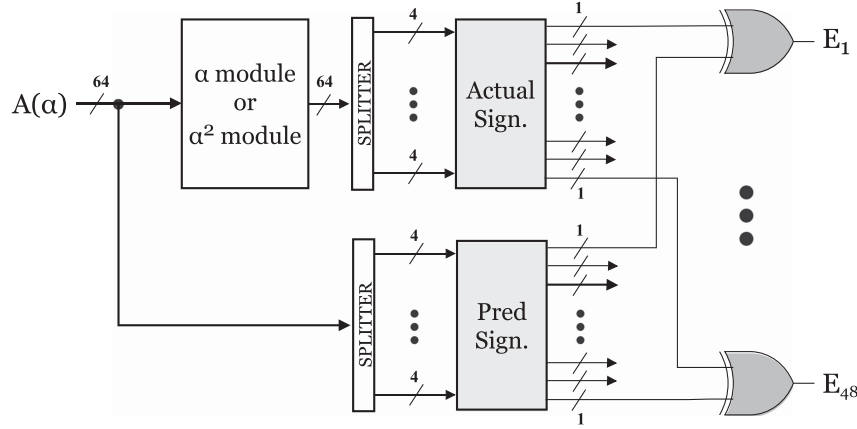 A(α)
64
α module
or
α² module
64
SPLITTER
4
4
Actual
Sign.
1
1
E₁
SPLITTER
4
4
Pred
Sign.
1
1
E₄₈